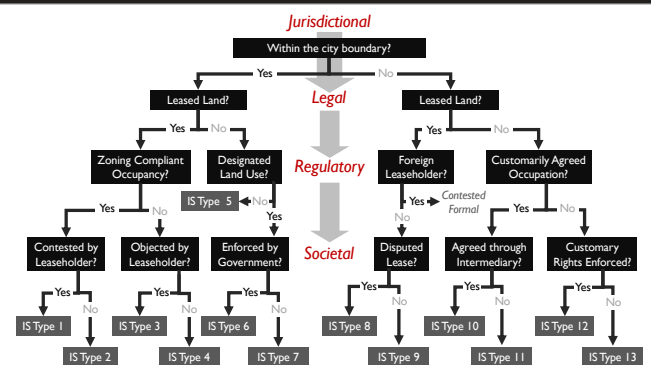 Jurisdictional
Within the city boundary?
Yes
No
Leased Land?
Legal
Leased Land?
Yes
No
Yes
No
Zoning Compliant
Occupancy?
Designated
Land Use?
Regulatory
Foreign
Leaseholder?
Customarily Agreed
Occupation?
IS Type 5
No
Yes
Yes
Contested
Formal
No
Yes
No
Yes
No
Contested by
Leaseholder?
Objected by
Leaseholder?
Enforced by
Government?
Societal
Disputed
Lease?
Agreed through
Intermediary?
Customary
Rights Enforced?
Yes
No
Yes
No
Yes
No
Yes
No
Yes
No
Yes
No
IS Type 1
IS Type 3
IS Type 6
IS Type 8
IS Type 10
IS Type 12
IS Type 2
IS Type 4
IS Type 7
IS Type 9
IS Type 11
IS Type 13